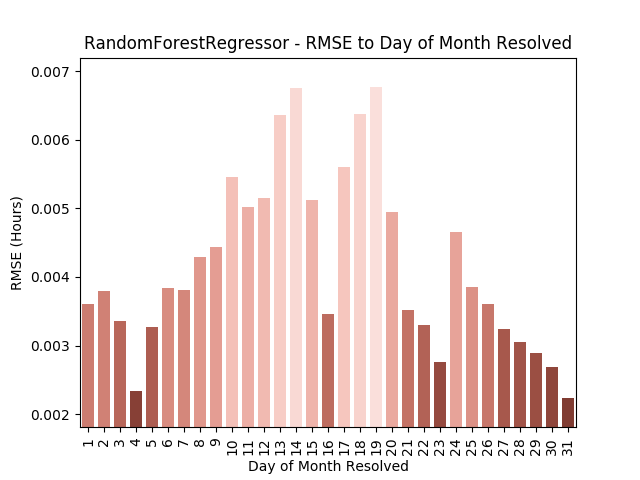 RandomForestRegressor - RMSE to Day of Month Resolved
0.007
0.006
0.005
0.004
0.003
0.002
RMSE (Hours)
1 2 3 4 5 6 7 8 9 10 11 12 13 14 15 16 17 18 19 20 21 22 23 24 25 26 27 28 29 30 31
Day of Month Resolved